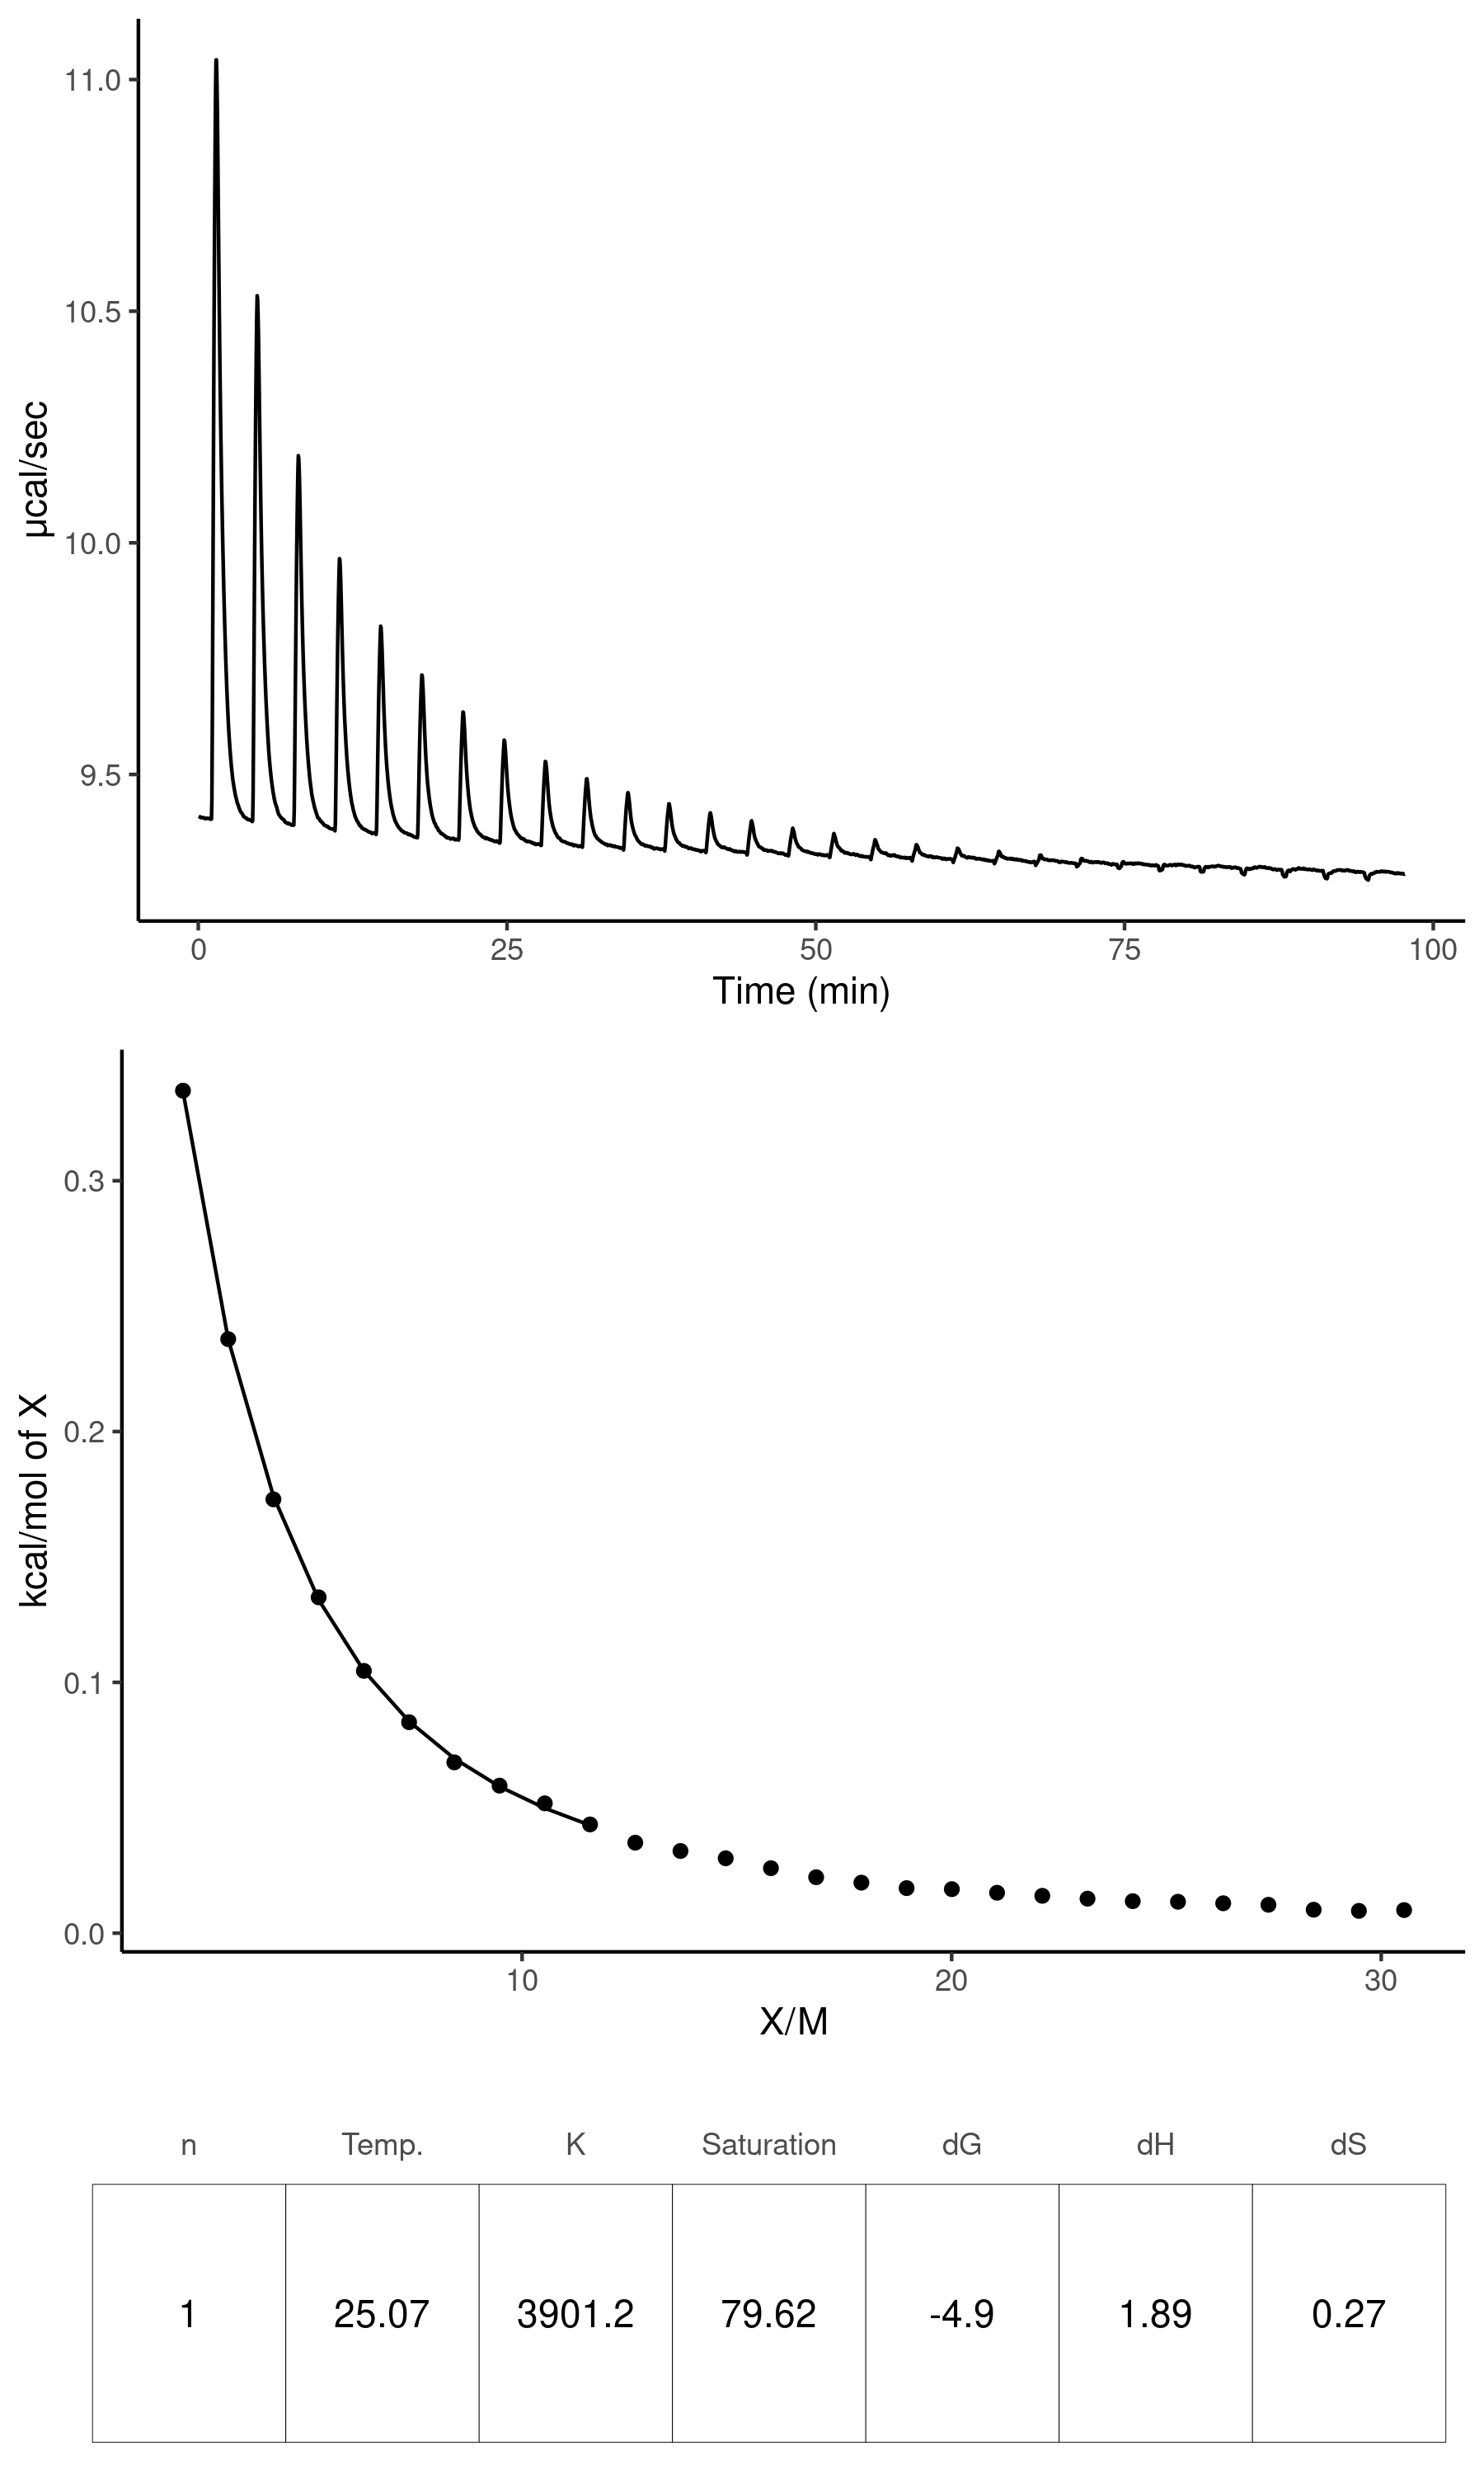 11.0
10.5
10.0
9.5
µcal/sec
0 25 50 75 100
Time (min)
0.3
0.2
0.1
0.0
kcal/mol of X
10 20 30
X/M
n Temp. K Saturation dG dH dS
1 25.07 3901.2 79.62 -4.9 1.89 0.27